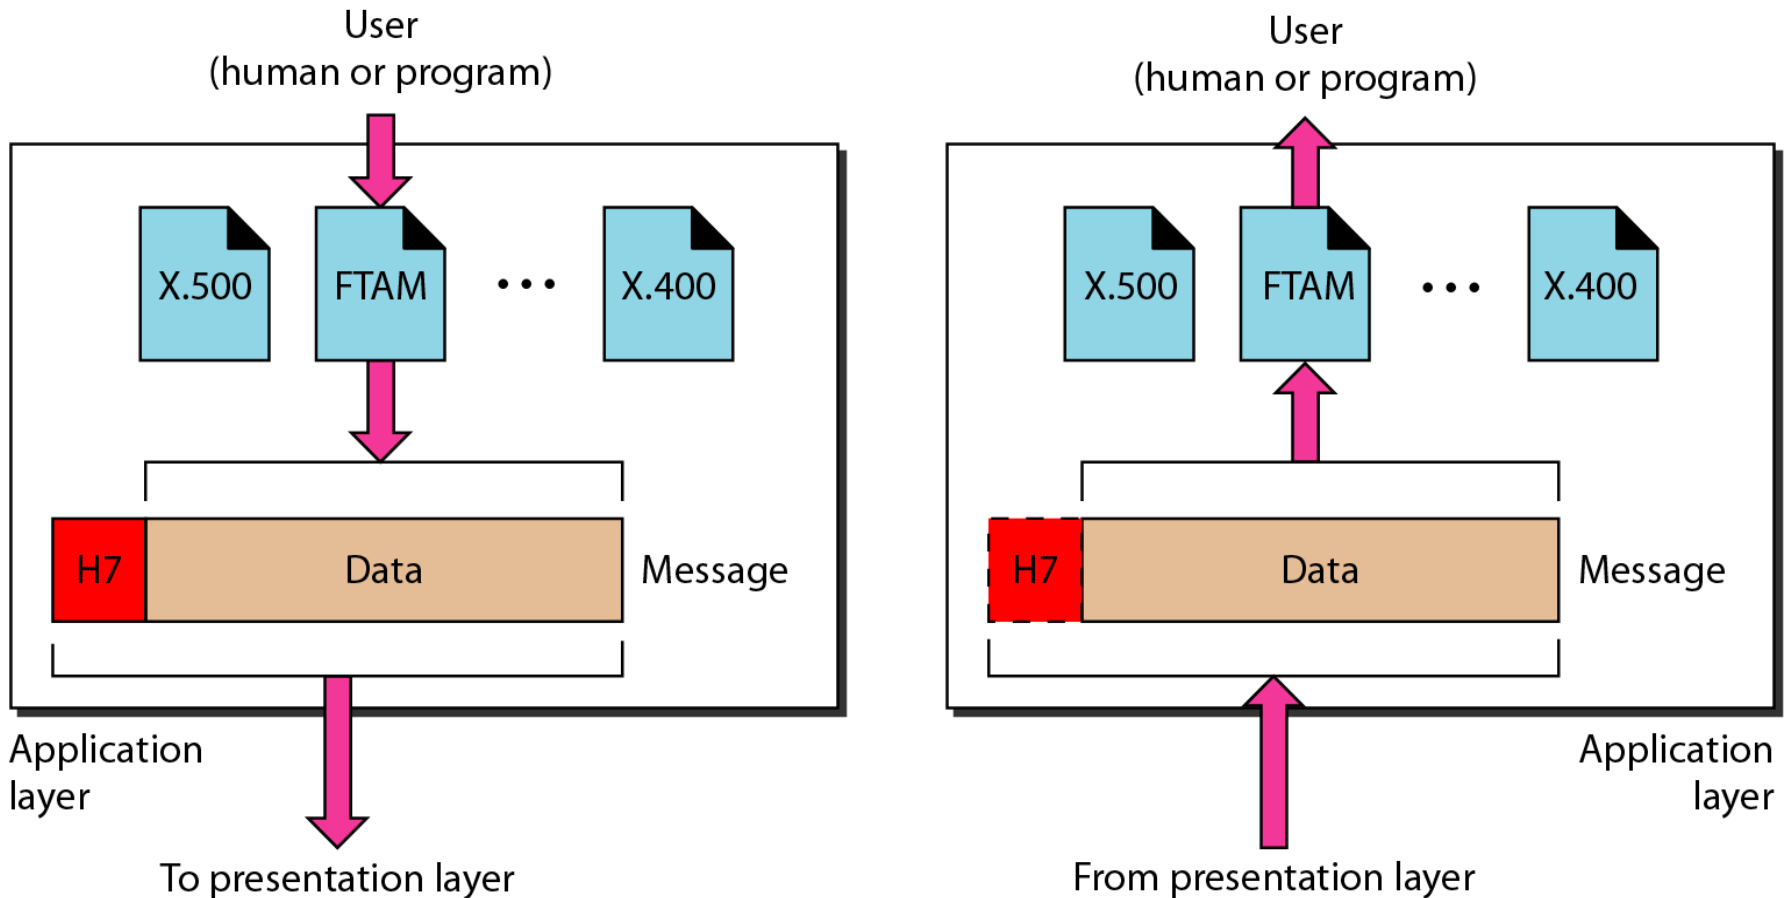 User
(human or program)
X.500
FTAM
...
X.400
H7
Data
Message
Application
layer
To presentation layer
User
(human or program)
X.500
FTAM
...
X.400
H7
Data
Message
Application
layer
From presentation layer